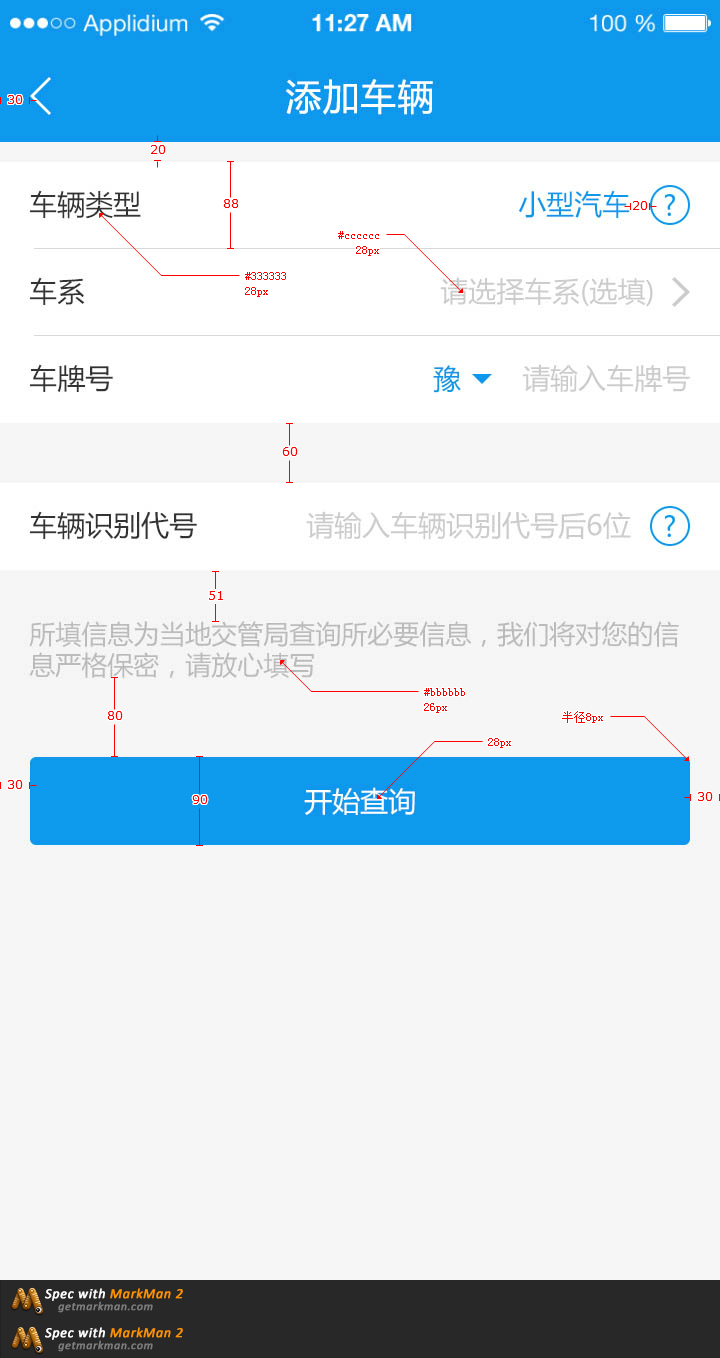 Applidium 11:27 AM 100 %
30 添加车辆
20
车辆类型 88 小型汽车 20 ?
#cccccc
28px
#333333
28px
车系 请选择车系(选填)
车牌号 豫 请输入车牌号
60
车辆识别代号 请输入车辆识别代号后6位 ?
51
所填信息为当地交管局查询所必要信息，我们将对您的信
息严格保密，请放心填写
#bbbbbb
26px
80 半径8px
28px
30 90 开始查询 30
Spec with MarkMan 2
getmarkman.com
Spec with MarkMan 2
getmarkman.com